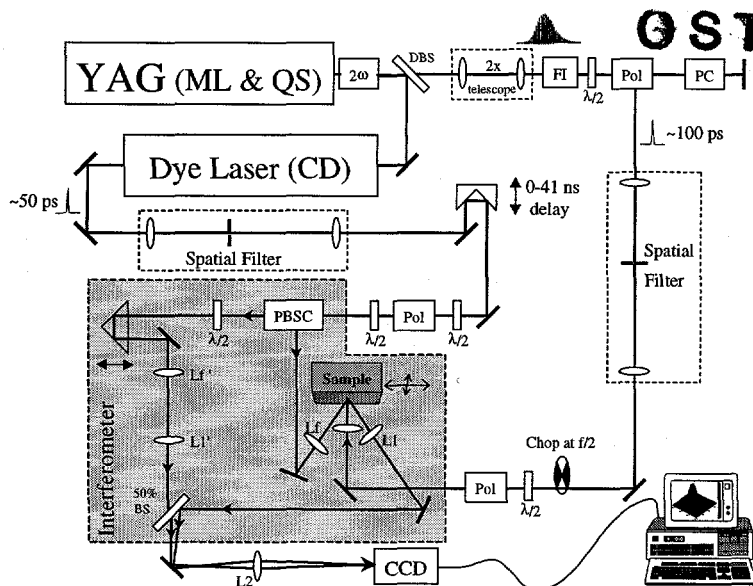 OST
YAG (ML & QS)
2ω
DBS
2x
telescope
FI
λ/2
Pol
PC
~100 ps
Dye Laser (CD)
~50 ps
0-41 ns
delay
Spatial Filter
Spatial
Filter
PBSC
λ/2
λ/2
Pol
λ/2
Sample
Lf'
Lf
L1
L1'
Interferometer
Chop at f/2
50%
BS
Pol
λ/2
L2
CCD